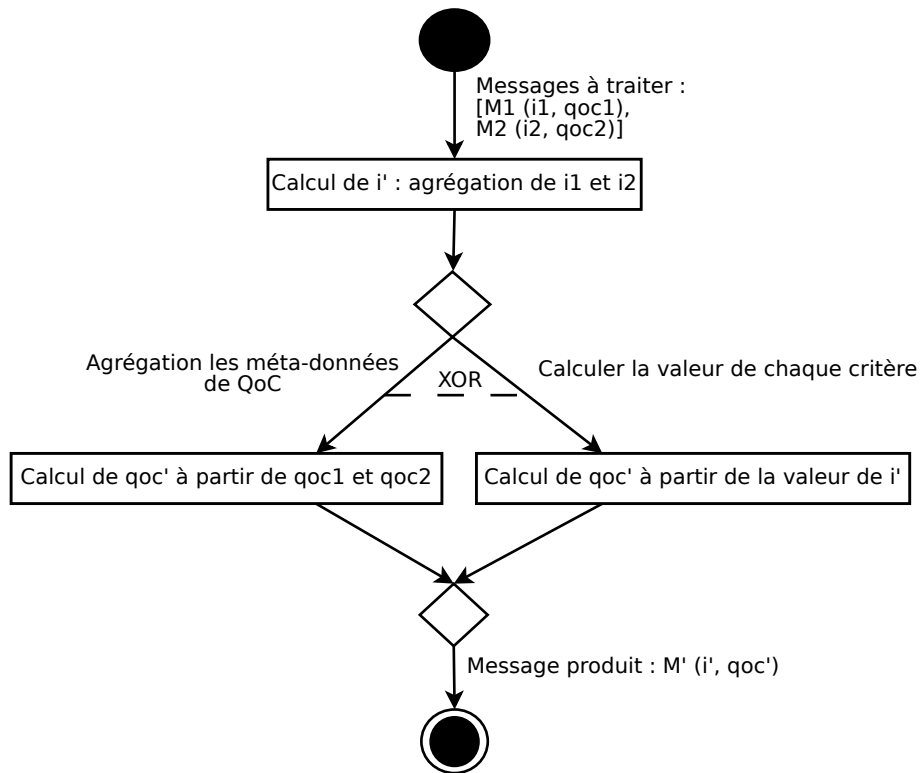 Messages à traiter :
[M1 (i1, qoc1),
M2 (i2, qoc2)]
Calcul de i' : agrégation de i1 et i2
Agrégation les méta-données
de QoC
XOR
Calculer la valeur de chaque critère
Calcul de qoc' à partir de qoc1 et qoc2
Calcul de qoc' à partir de la valeur de i'
Message produit : M' (i', qoc')